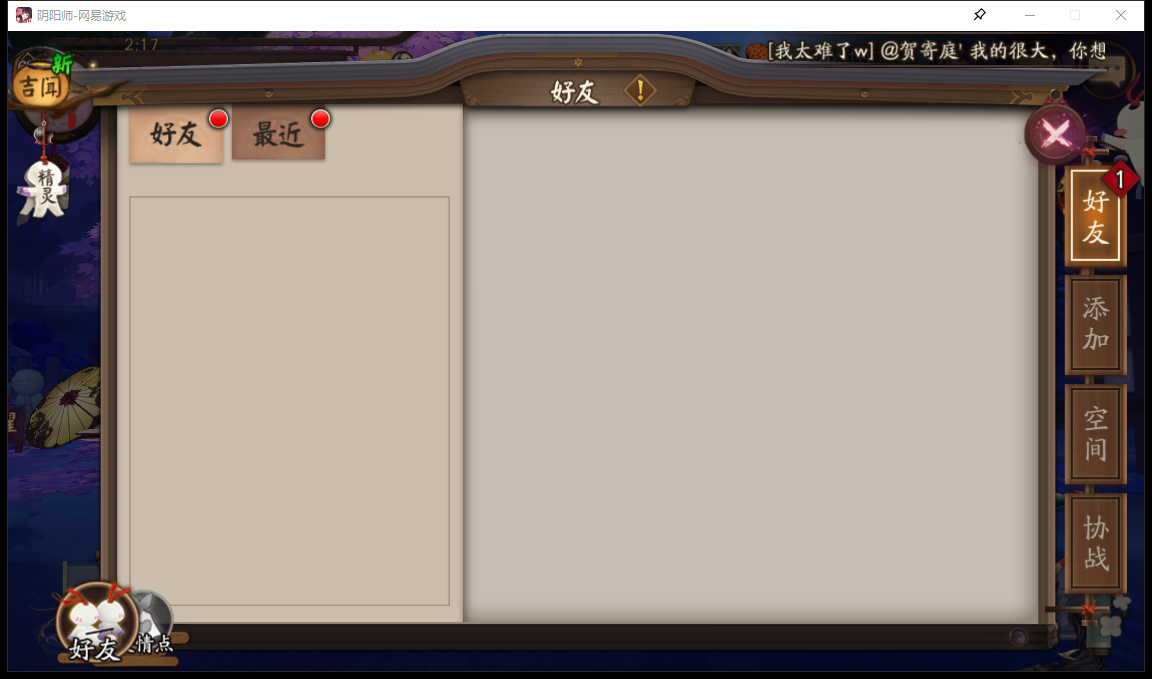 阴阳师-网易游戏
2:17
[我太难了w] @贺寄庭' 我的很大，你想
新
吉闻
好友
!
好友
最近
精灵
1
好友
添加
空间
协战
好友
情点